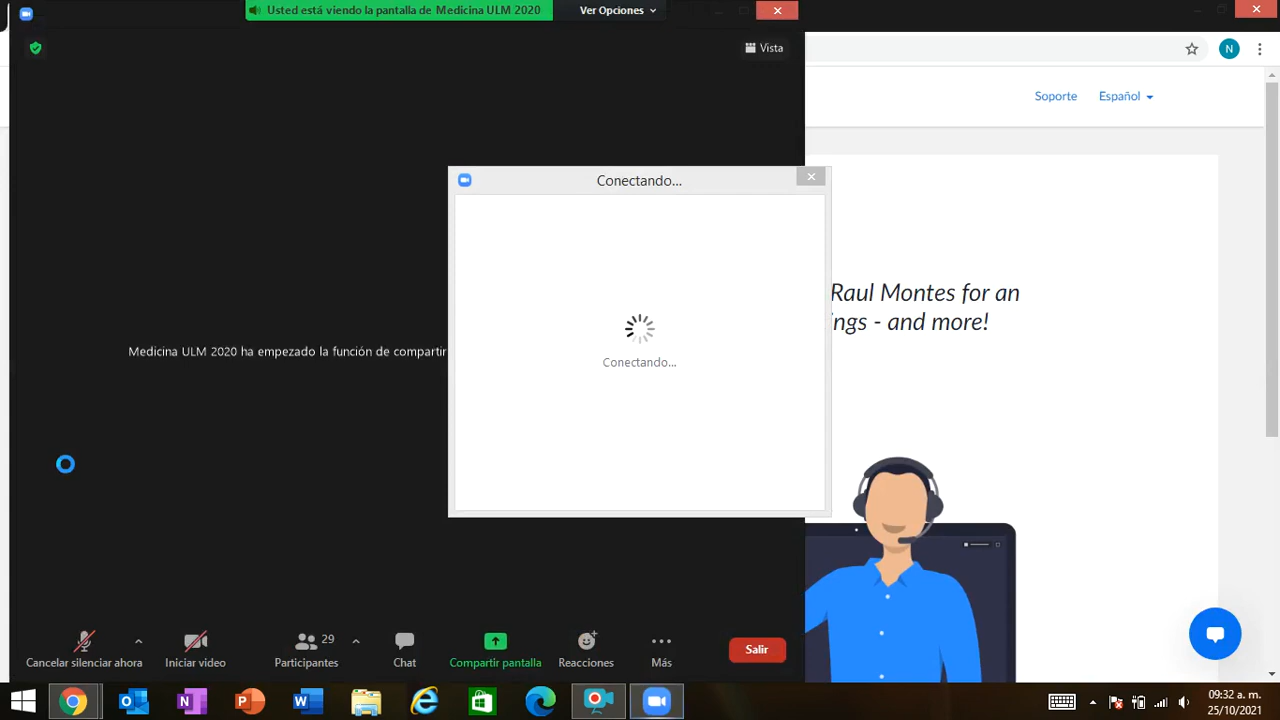 Usted está viendo la pantalla de Medicina ULM 2020
Ver Opciones
Vista
N
Soporte
Español
Conectando...
Raul Montes for an
ings - and more!
Medicina ULM 2020 ha empezado la función de compartir
Conectando...
29
Cancelar silenciar ahora
Iniciar video
Participantes
Chat
Compartir pantalla
Reacciones
Más
Salir
09:32 a. m.
25/10/2021